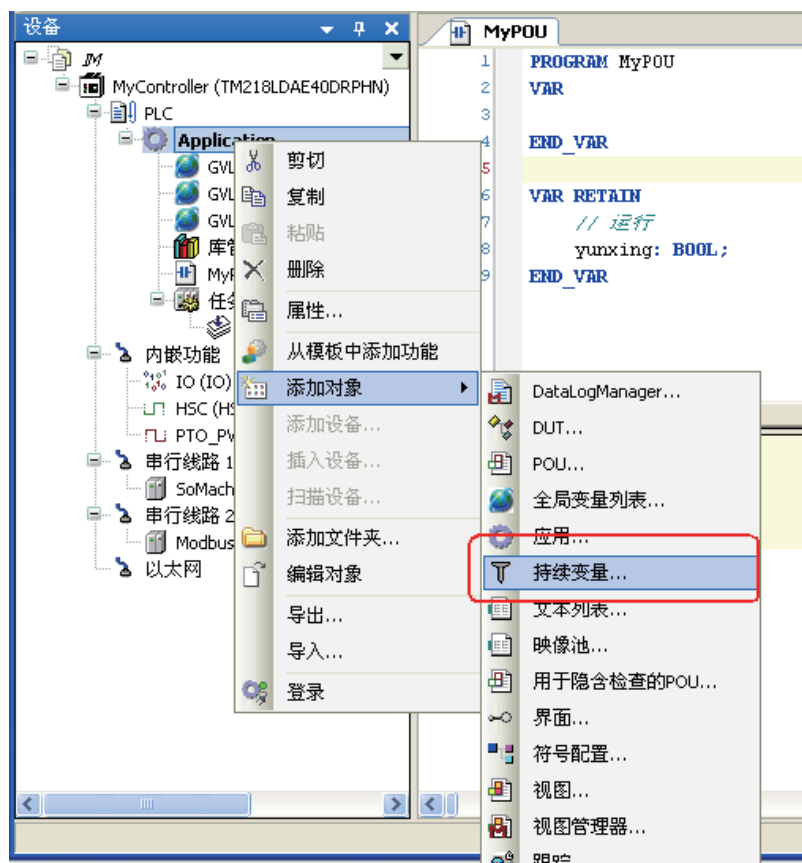 设备
JM
MyController (TM218LDAE40DRPHN)
PLC
Application
GVL
GVL
GVL
内嵌功能
IO (IO)
HSC (HS
PTO_PW
串行线路 1
SoMach
串行线路 2
Modbus
以太网
剪切
复制
粘贴
删除
属性...
从模板中添加功能
添加对象
添加设备...
插入设备...
扫描设备...
添加文件夹...
编辑对象
导出...
导入...
登录
MyPOU
1 PROGRAM MyPOU
2 VAR
3
4 END_VAR
5
6 VAR RETAIN
7 // 运行
8 yunxing: BOOL;
9 END_VAR
DataLogManager...
DUT...
POU...
全局变量列表...
应用...
持续变量...
文本列表...
映像池...
用于隐含检查的POU...
界面...
符号配置...
视图...
视图管理器...
跟踪